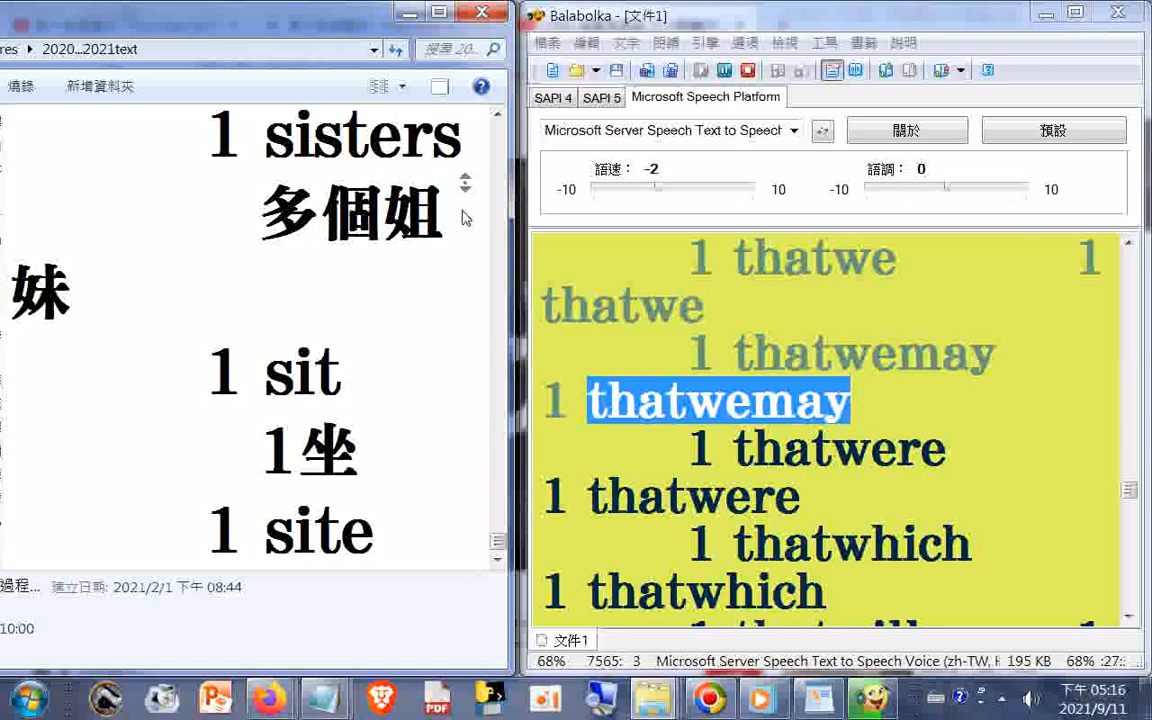 res ▸ 2020...2021text
搜尋 20...
燒錄 新增資料夾
1 sisters
多個姐
妹
1 sit
1坐
1 site
過程... 建立日期: 2021/2/1 下午 08:44
10:00
Balabolka - [文件1]
檔案 編輯 文字 閱讀 引擎 選項 檢視 工具 書籤 說明
SAPI 4 SAPI 5 Microsoft Speech Platform
Microsoft Server Speech Text to Speech 關於 預設
語速： -2 語調： 0
-10 10 -10 10
1 thatwe 1
thatwe
1 thatwemay
1 thatwemay
1 thatwere
1 thatwere
1 thatwhich
1 thatwhich
文件1
68% 7565: 3 Microsoft Server Speech Text to Speech Voice (zh-TW, 195 KB 68%
下午 05:16
2021/9/11